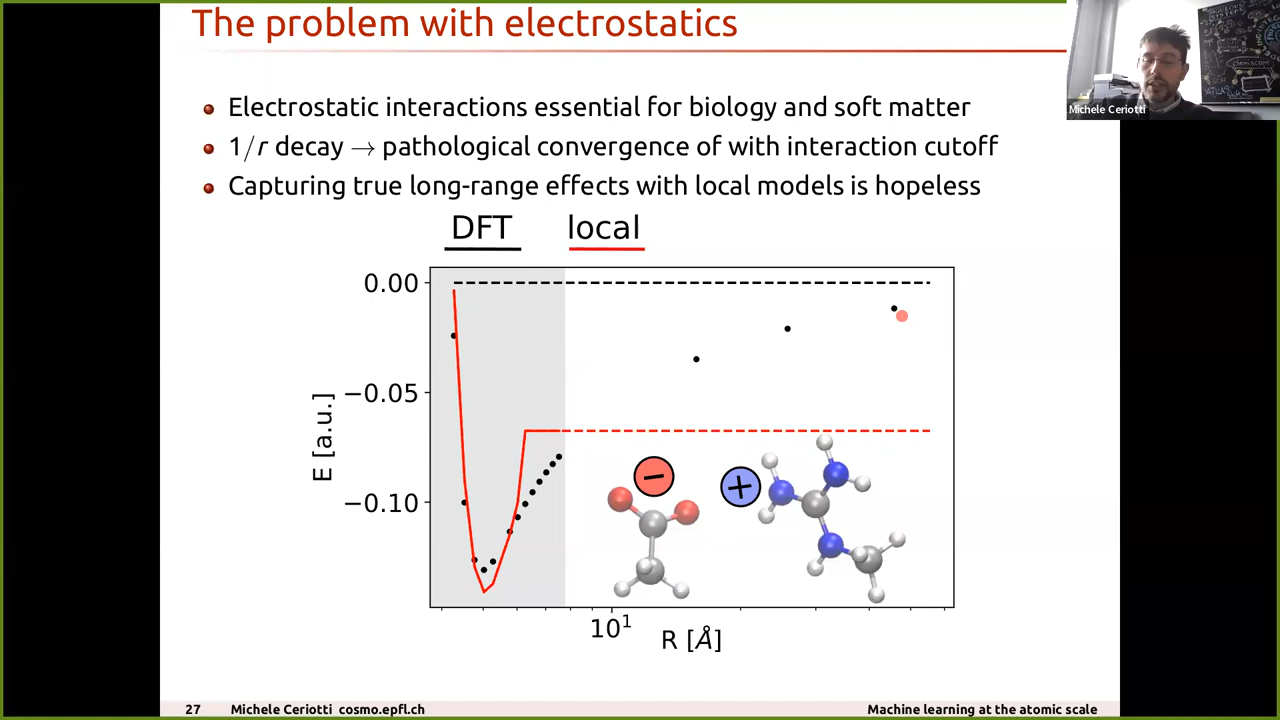 The problem with electrostatics
Michele Ceriotti
Electrostatic interactions essential for biology and soft matter
1/r decay → pathological convergence of with interaction cutoff
Capturing true long-range effects with local models is hopeless
DFT local
0.00
−0.05
−0.10
E [a.u.]
−
+
10¹
R [Å]
27 Michele Ceriotti cosmo.epfl.ch Machine learning at the atomic scale